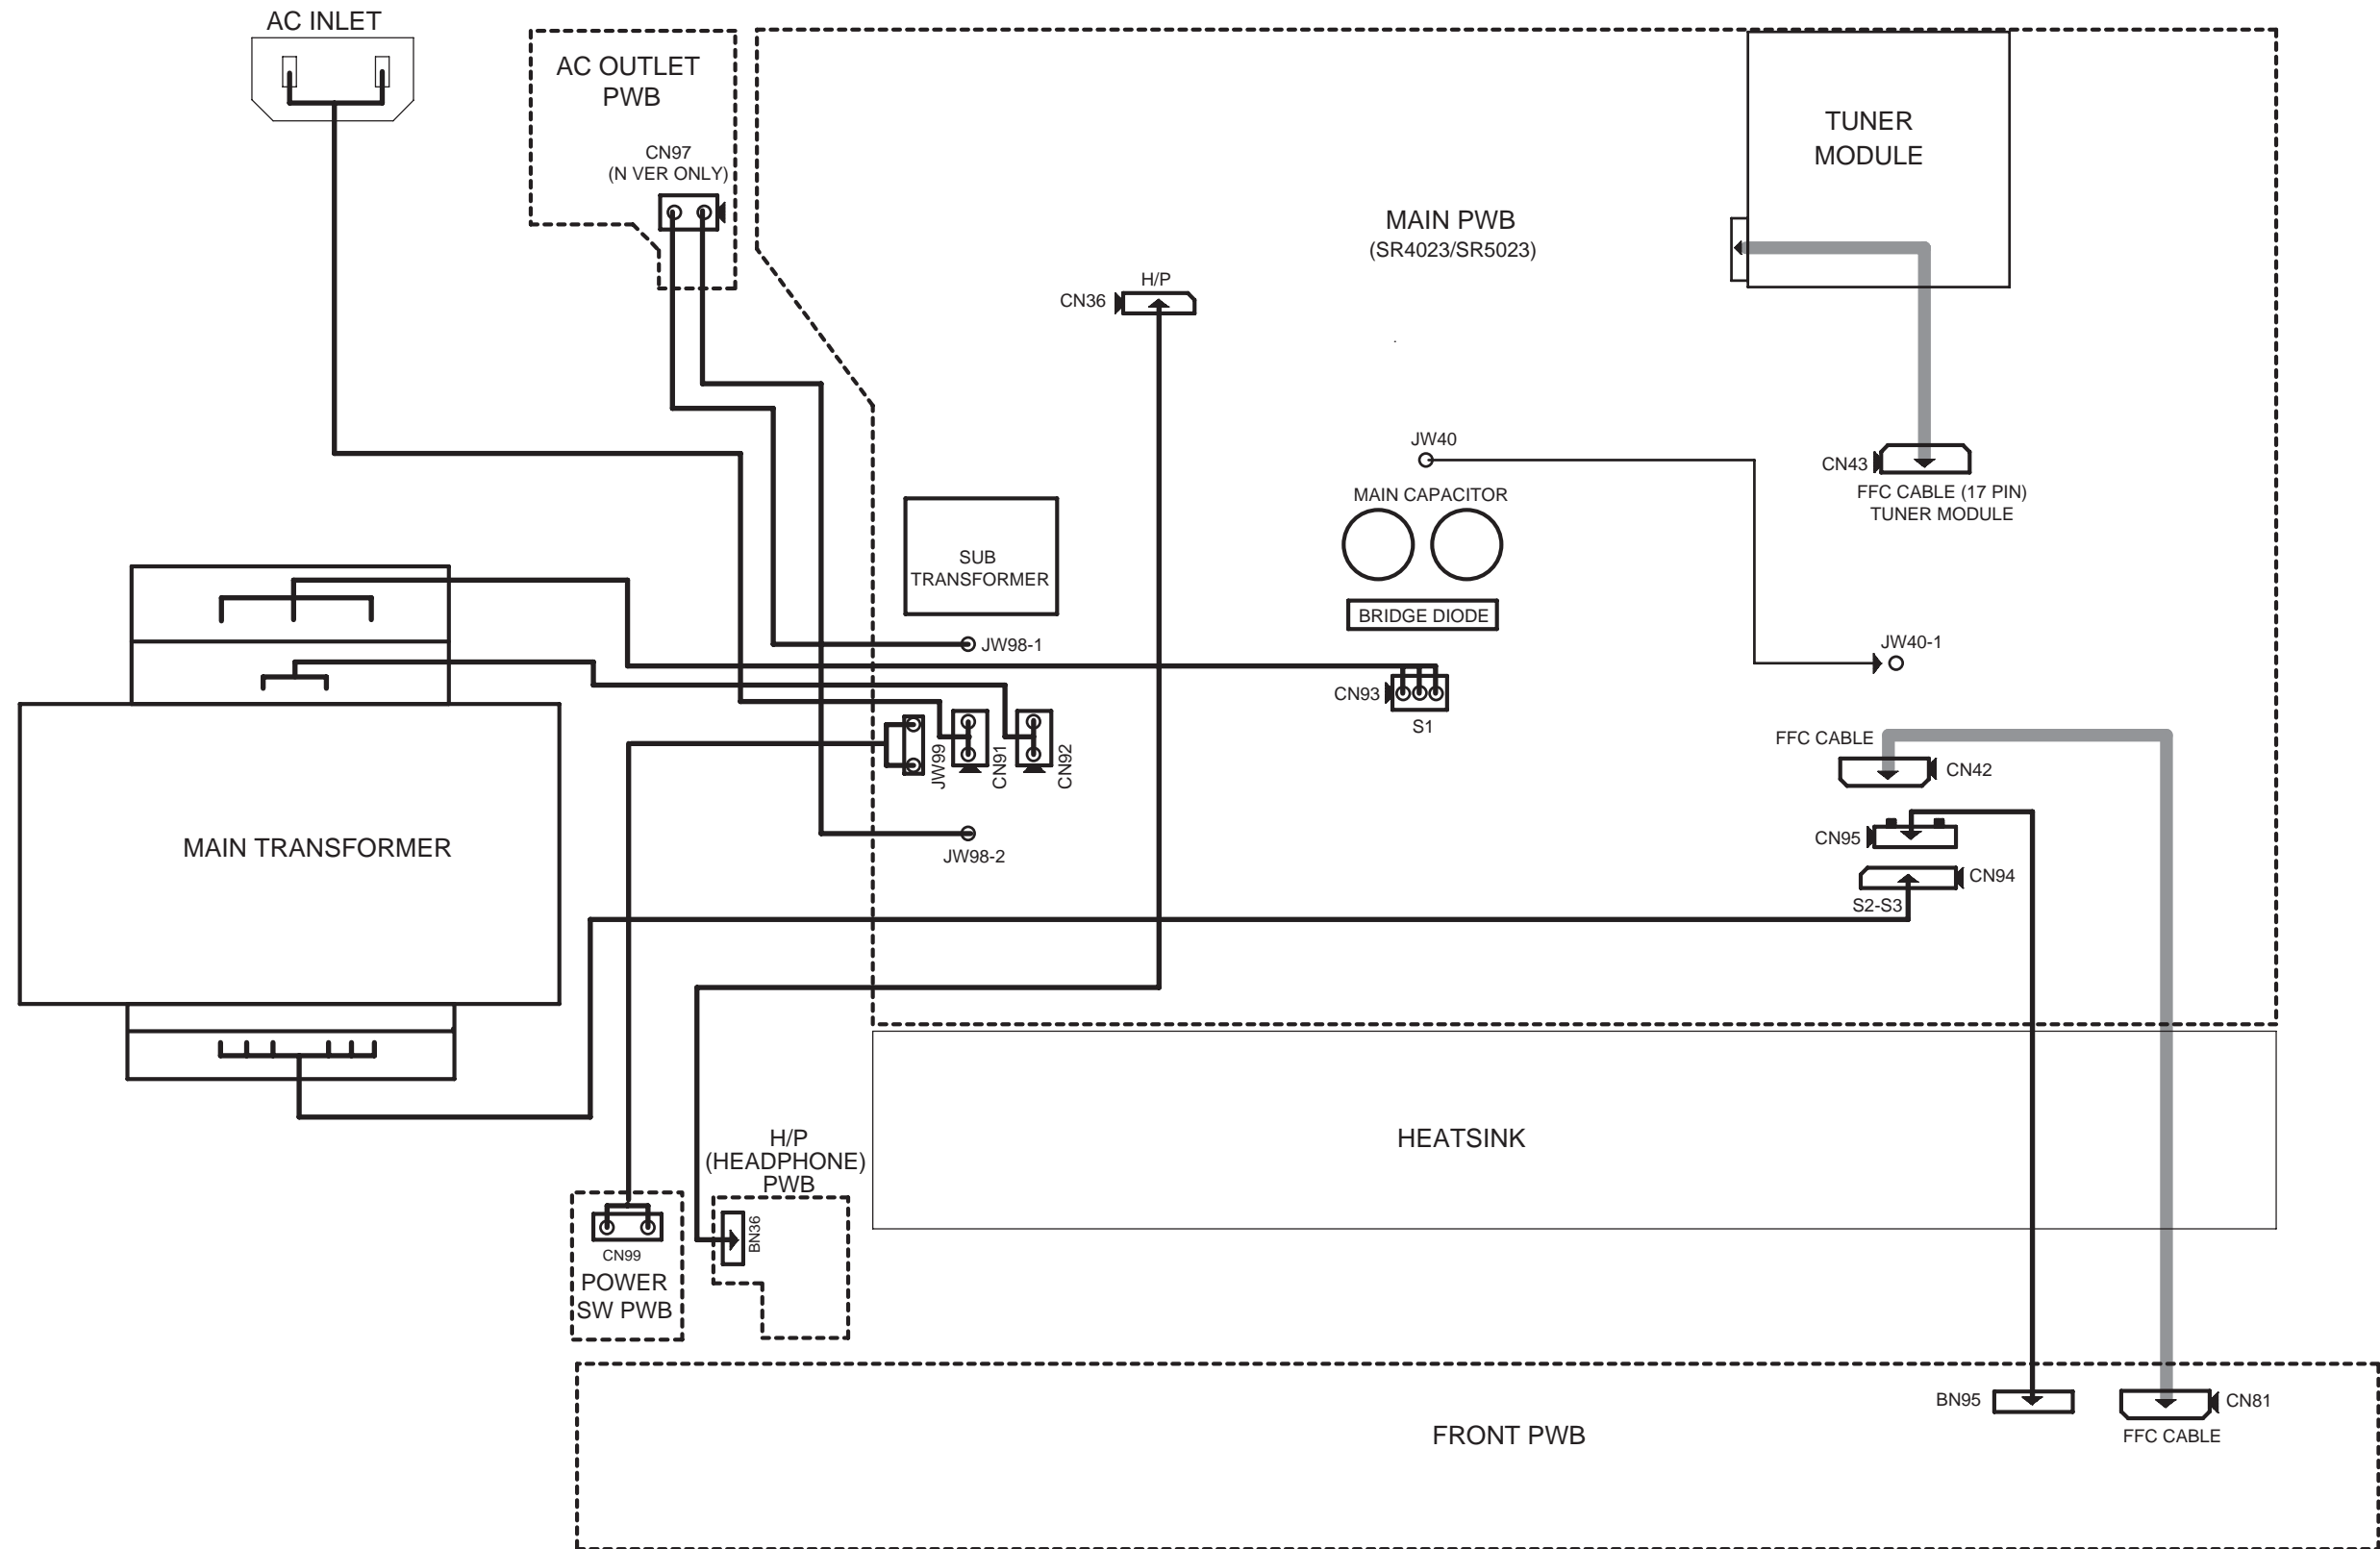 AC INLET
AC OUTLET
PWB
CN97
(N VER ONLY)
TUNER
MODULE
MAIN PWB
(SR4023/SR5023)
H/P
CN36
JW40
CN43
FFC CABLE (17 PIN)
TUNER MODULE
MAIN CAPACITOR
SUB
TRANSFORMER
BRIDGE DIODE
JW98-1
JW40-1
CN93
S1
JW99
CN91
CN92
FFC CABLE
CN42
CN95
MAIN TRANSFORMER
JW98-2
CN94
S2-S3
H/P
(HEADPHONE)
PWB
HEATSINK
BN36
CN99
POWER
SW PWB
BN95
CN81
FFC CABLE
FRONT PWB